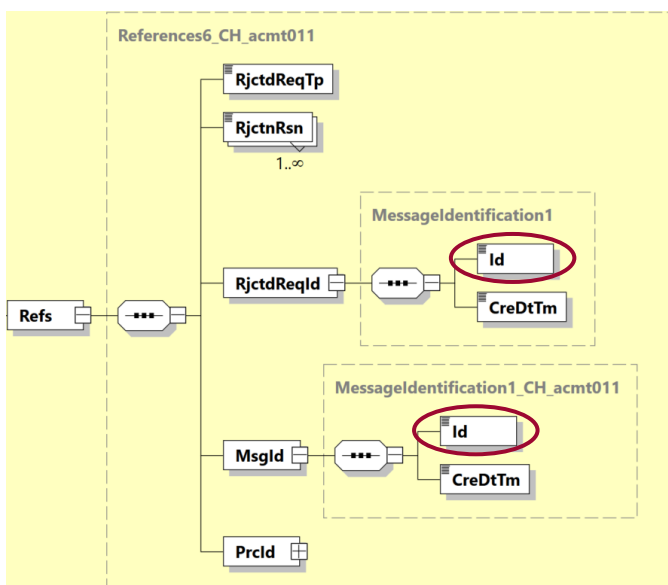 References6_CH_acmt011
RjctdReqTp
RjctnRsn
1..∞
MessageIdentification1
Id
RjctdReqId
CreDtTm
Refs
MessageIdentification1_CH_acmt011
Id
MsgId
CreDtTm
PrcId